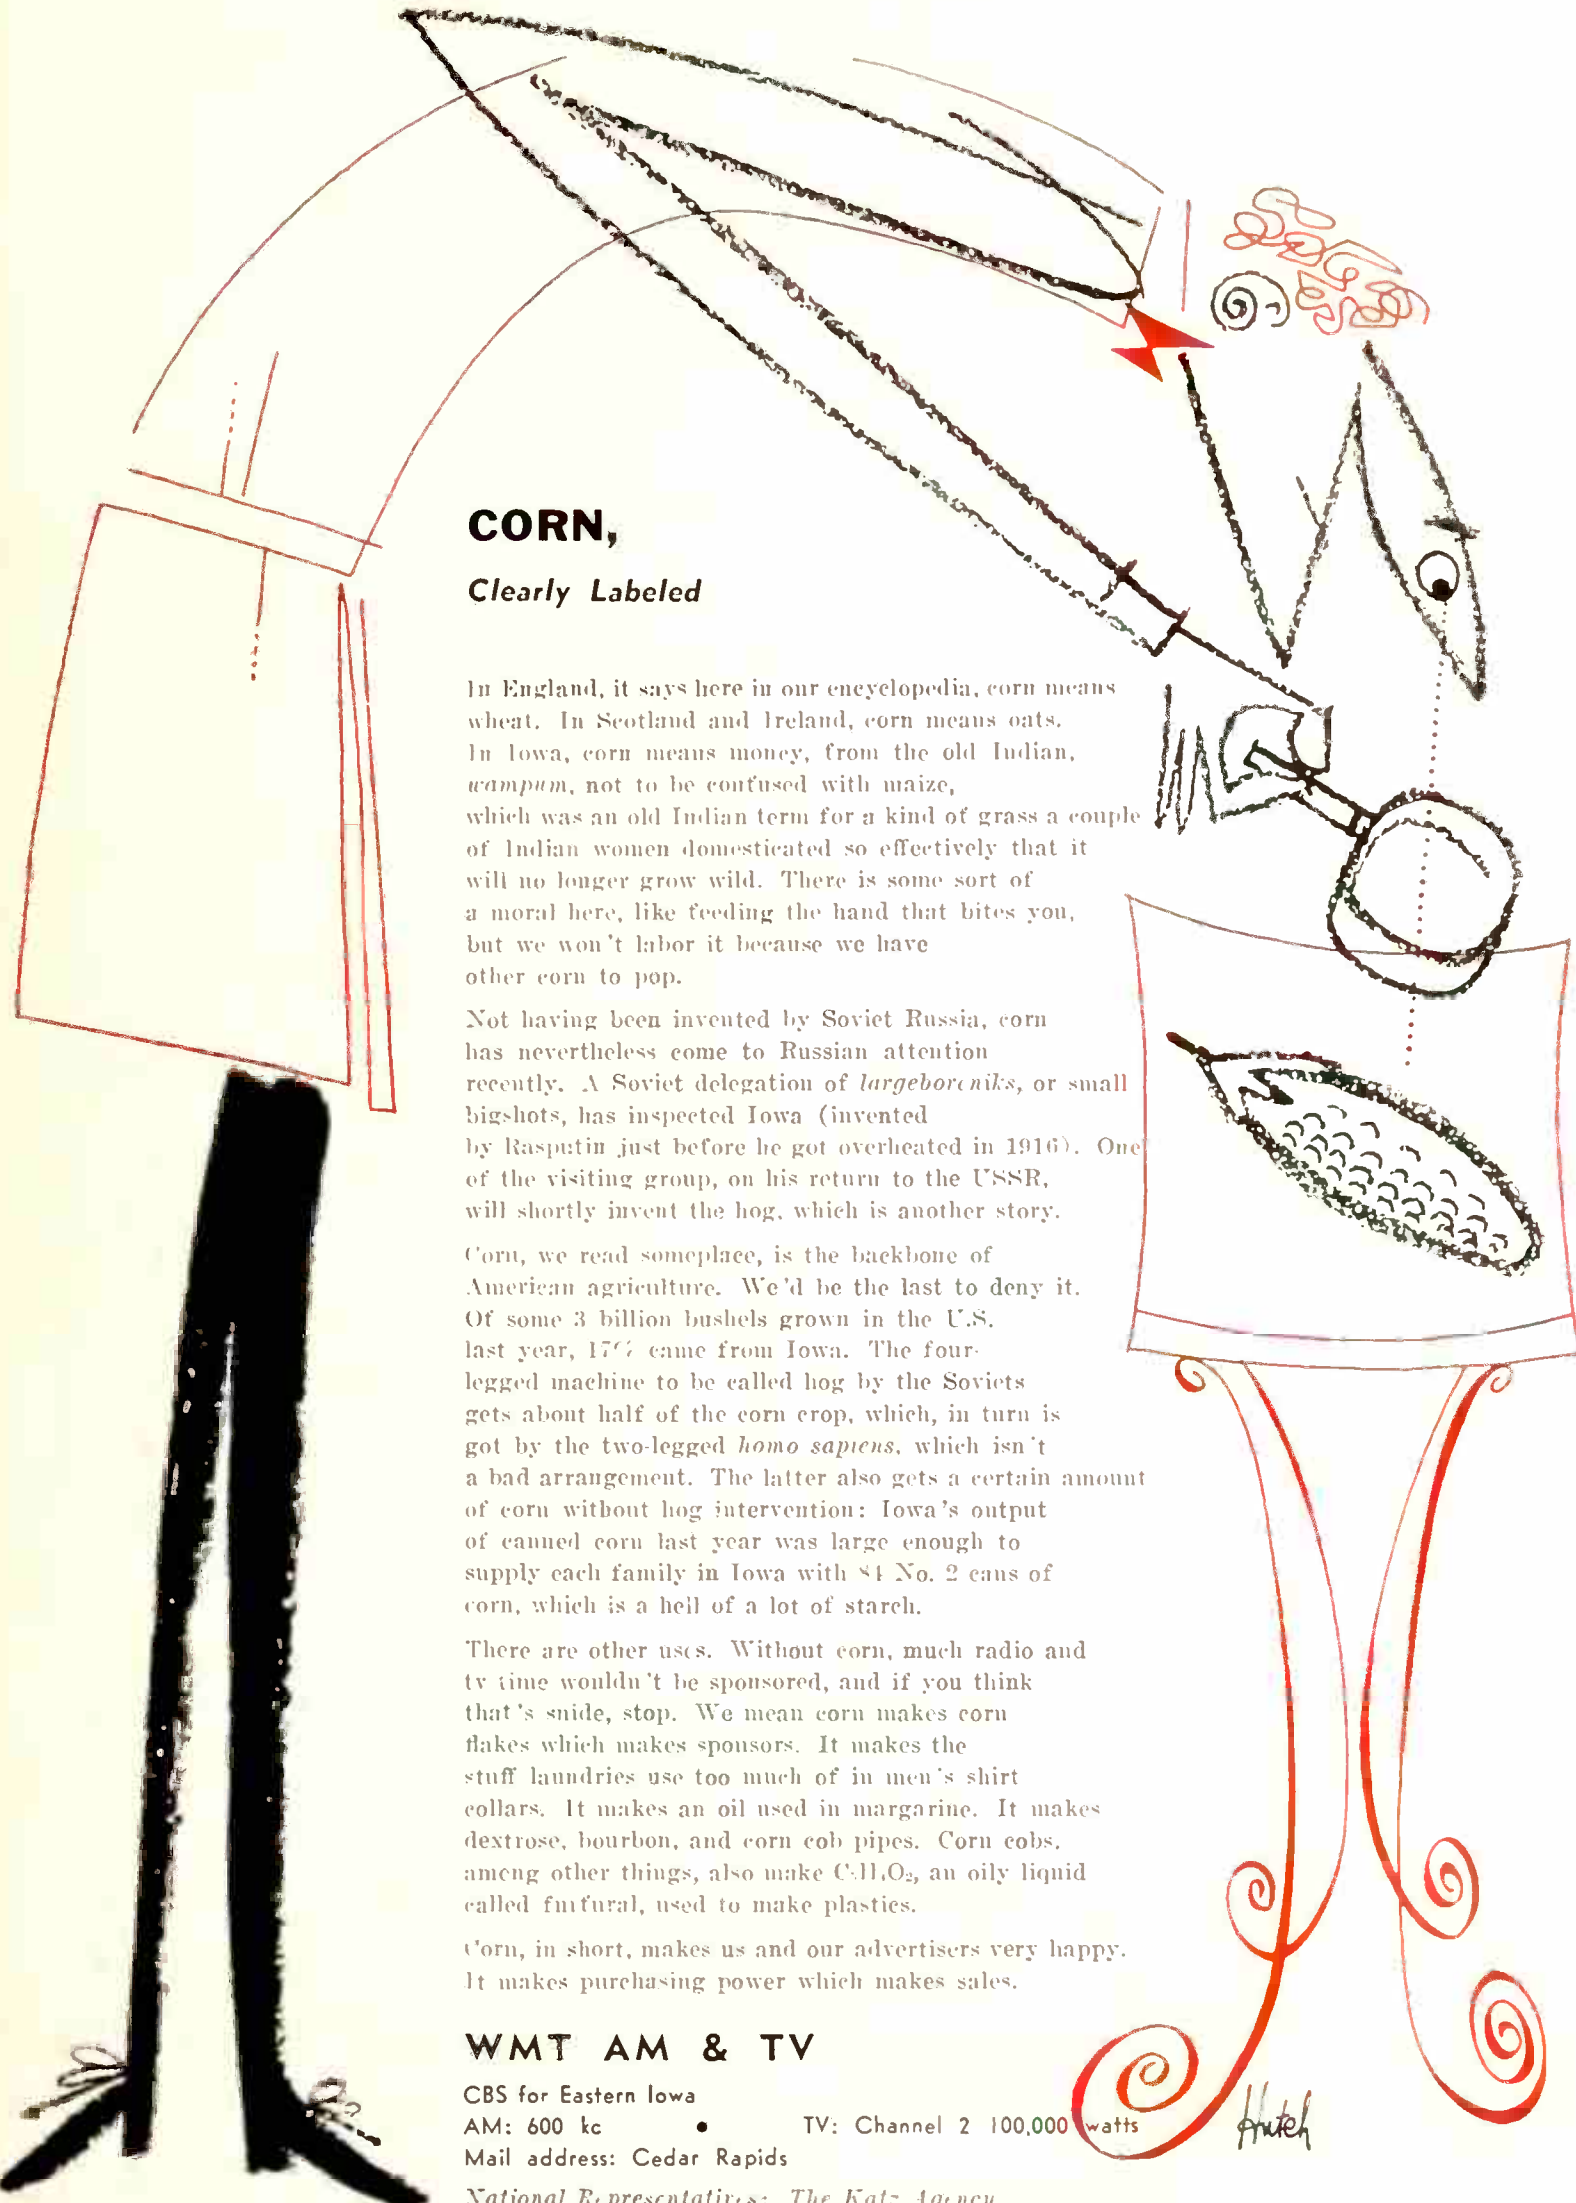 CORN,
Clearly Labeled
In England, it says here in our encyclopedia, corn means
wheat. In Scotland and Ireland, corn means oats.
In Iowa, corn means money, from the old Indian,
wampum, not to be confused with maize,
which was an old Indian term for a kind of grass a couple
of Indian women domesticated so effectively that it
will no longer grow wild. There is some sort of
a moral here, like feeding the hand that bites you,
but we won't labor it because we have
other corn to pop.
Not having been invented by Soviet Russia, corn
has nevertheless come to Russian attention
recently. A Soviet delegation of largeboreniks, or small
bigshots, has inspected Iowa (invented
by Rasputin just before he got overheated in 1916). One
of the visiting group, on his return to the USSR,
will shortly invent the hog, which is another story.
Corn, we read someplace, is the backbone of
American agriculture. We'd be the last to deny it.
Of some 3 billion bushels grown in the U.S.
last year, 17% came from Iowa. The four-
legged machine to be called hog by the Soviets
gets about half of the corn crop, which, in turn is
got by the two-legged homo sapiens, which isn't
a bad arrangement. The latter also gets a certain amount
of corn without hog intervention: Iowa's output
of canned corn last year was large enough to
supply each family in Iowa with No. 2 cans of
corn, which is a hell of a lot of starch.
There are other uses. Without corn, much radio and
tv time wouldn't be sponsored, and if you think
that's snide, stop. We mean corn makes corn
flakes which makes sponsors. It makes the
stuff laundries use too much of in men's shirt
collars. It makes an oil used in margarine. It makes
dextrose, bourbon, and corn cob pipes. Corn cobs,
among other things, also make an oily liquid
called furfural, used to make plastics.
Corn, in short, makes us and our advertisers very happy.
It makes purchasing power which makes sales.
WMT AM & TV
CBS for Eastern Iowa
AM: 600 kc • TV: Channel 2 100,000 watts
Mail address: Cedar Rapids
National Representatives: The Katz Agency
Hutch